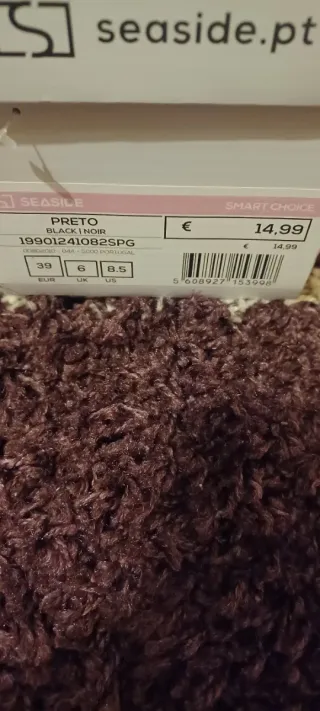 seaside.pt
SEASIDE SMART CHOICE
PRETO
BLACK | NOIR
19901241082SPG
€ 14,99
€ 14,99
39 6 8.5
EUR UK US
5 608927 153998